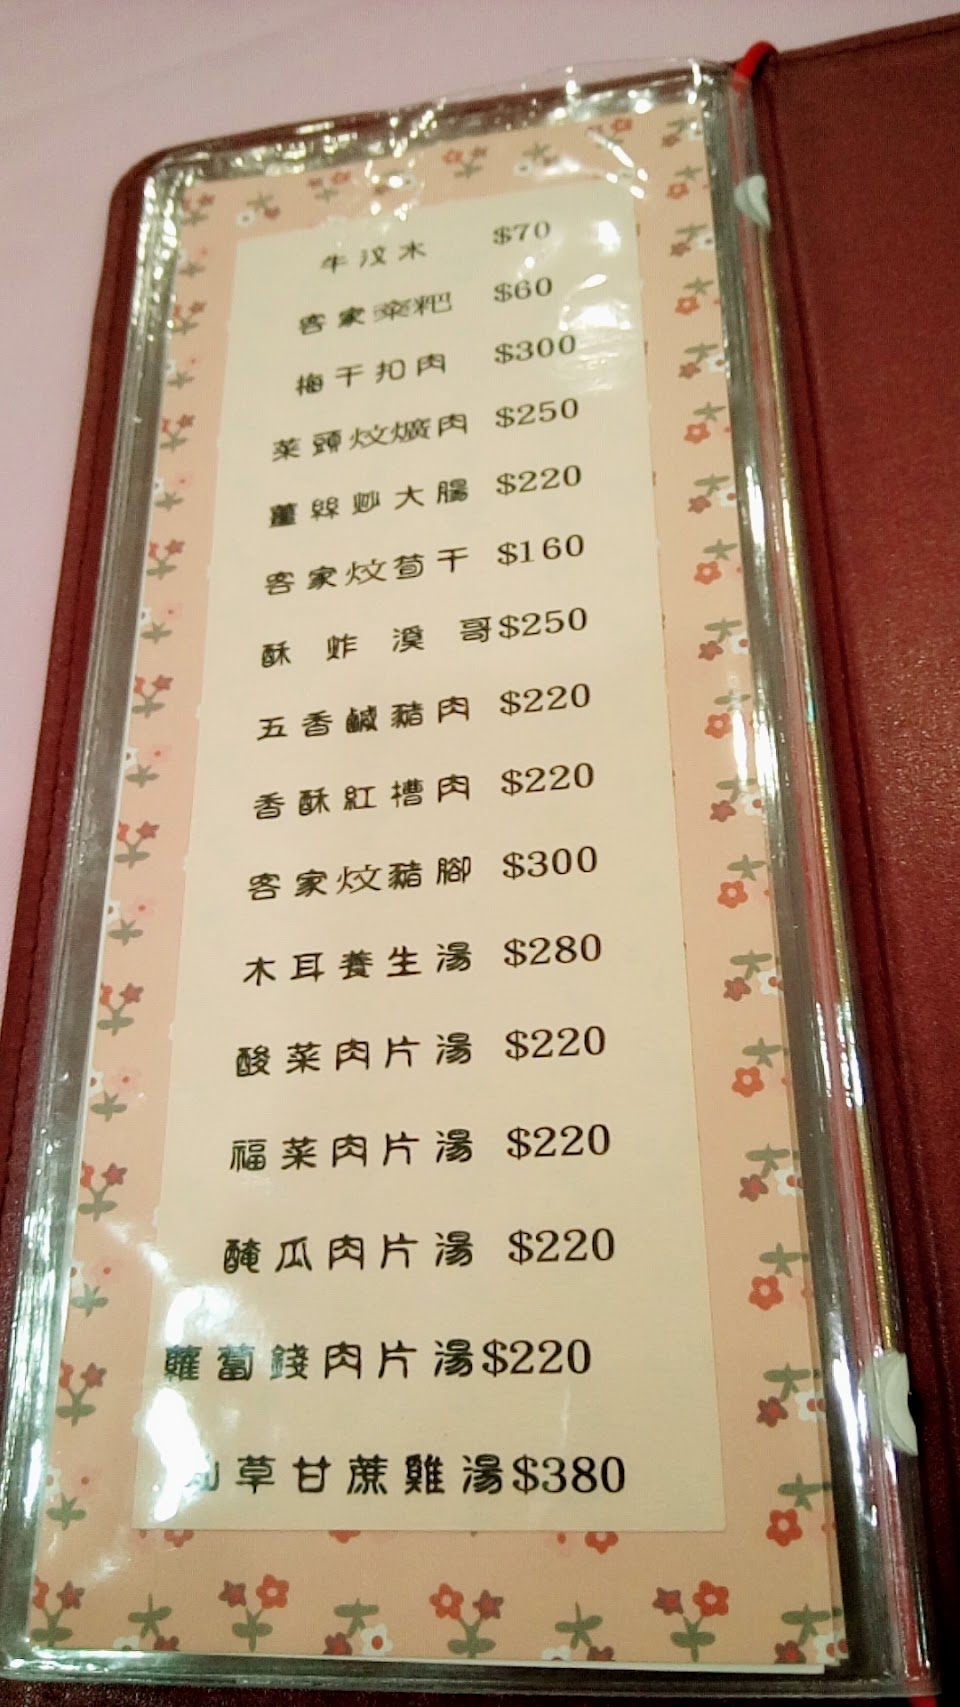 牛汶水 $70
客家粢粑 $60
梅干扣肉 $300
菜頭炆爌肉 $250
薑絲炒大腸 $220
客家炆荀干 $160
酥炸溪哥$250
五香鹹豬肉 $220
香酥紅槽肉 $220
客家炆豬腳 $300
木耳養生湯 $280
酸菜肉片湯 $220
福菜肉片湯 $220
醃瓜肉片湯 $220
蘿蔔錢肉片湯$220
仙草甘蔗雞湯$380